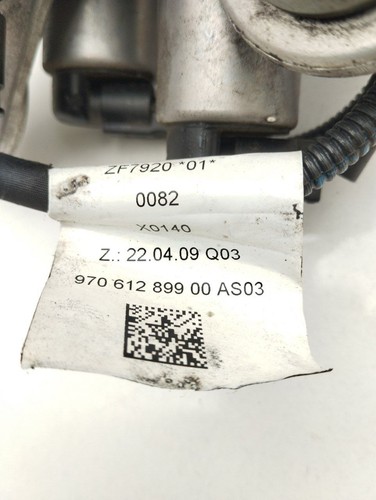 ZF7920 *01*
0082
X0140
Z.: 22.04.09 Q03
970 612 899 00 AS03